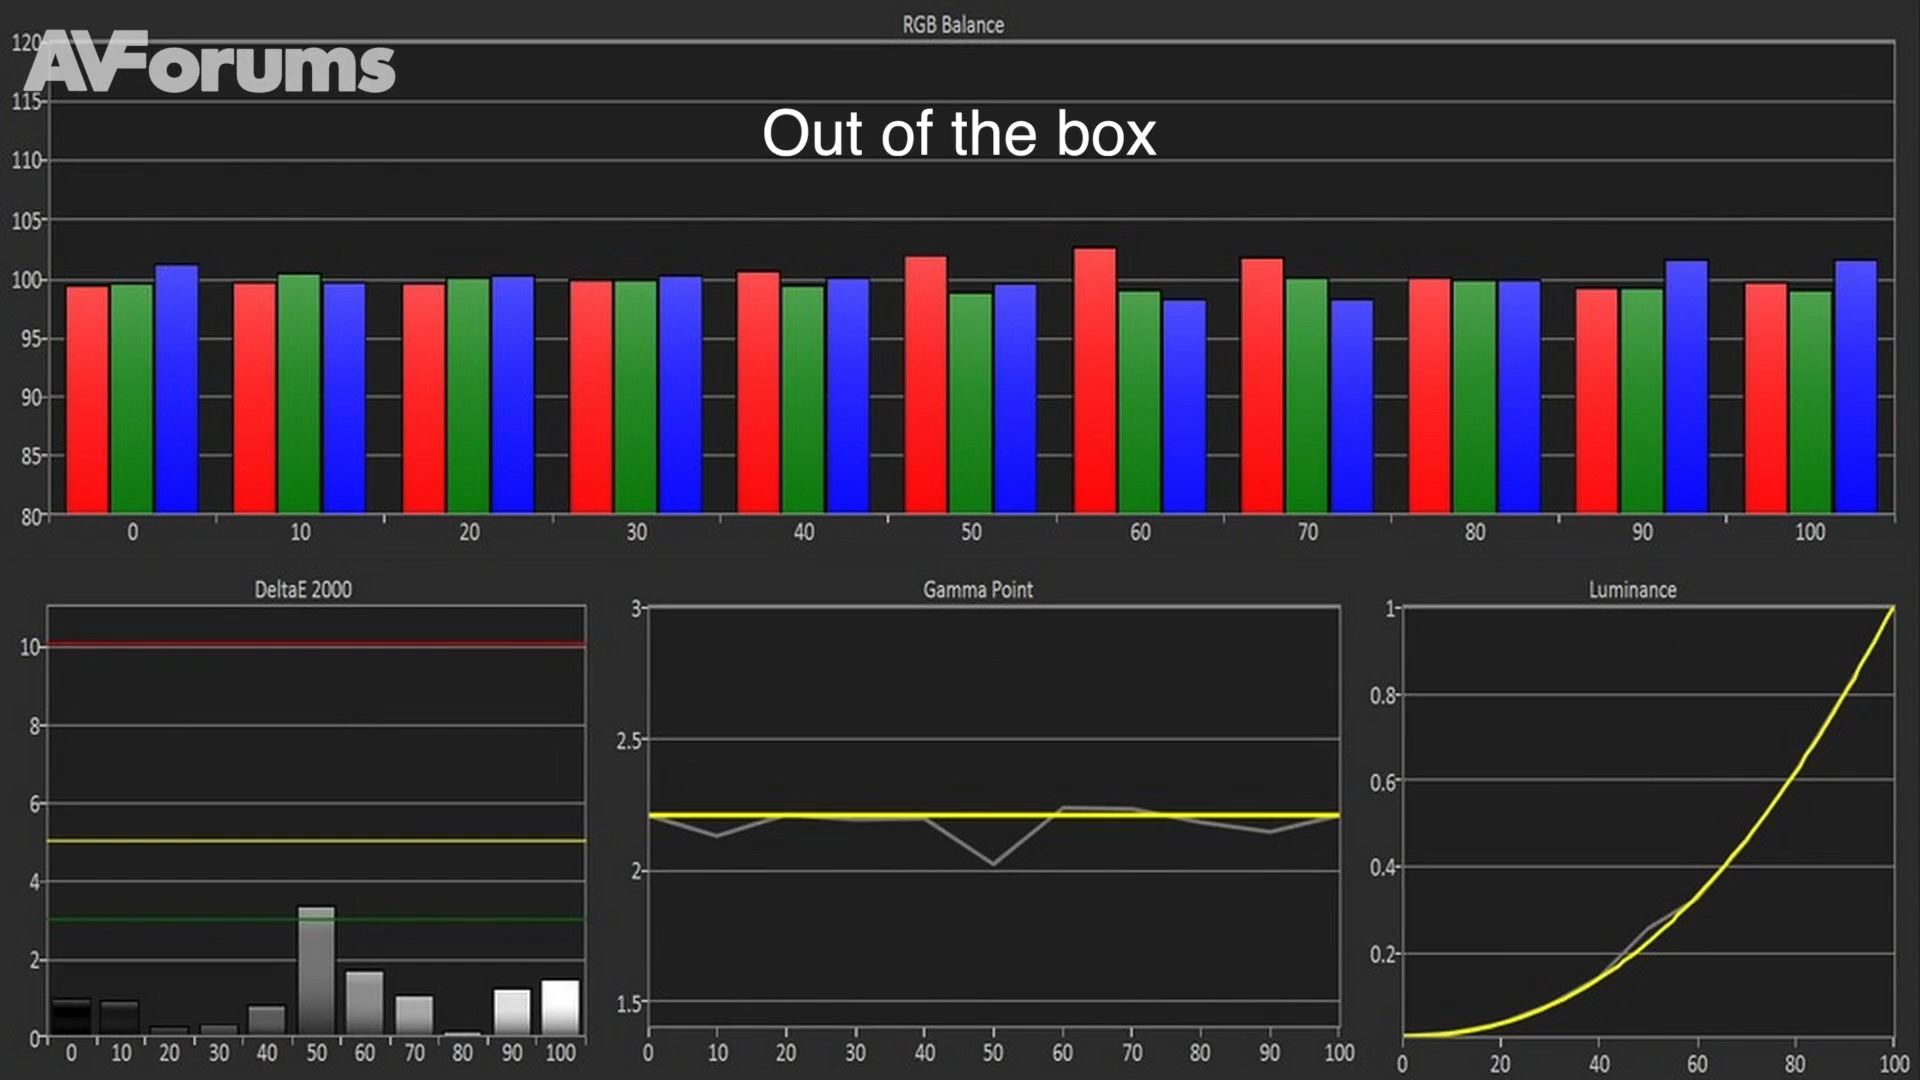 RGB Balance
AVForums
Out of the box
120
115
110
105
100
95
90
85
80
0 10 20 30 40 50 60 70 80 90 100
DeltaE 2000
10
8
6
4
2
0
0 10 20 30 40 50 60 70 80 90 100
Gamma Point
3
2.5
2
1.5
0 10 20 30 40 50 60 70 80 90 100
Luminance
1
0.8
0.6
0.4
0.2
0 20 40 60 80 100